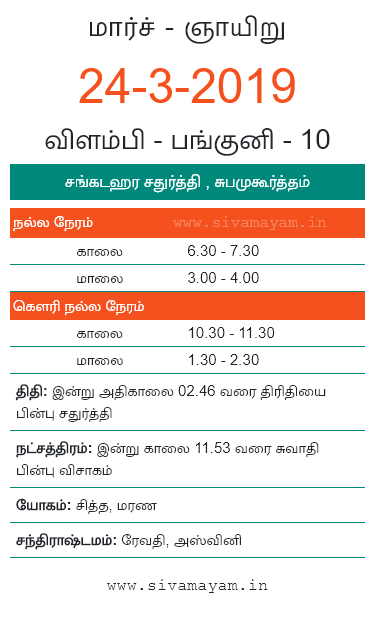 மார்ச் - ஞாயிறு
24-3-2019
விளம்பி - பங்குனி - 10
சங்கடஹர சதுர்த்தி , சுபமுகூர்த்தம்
நல்ல நேரம் www.sivamayam.in
காலை 6.30 - 7.30
மாலை 3.00 - 4.00
கௌரி நல்ல நேரம்
காலை 10.30 - 11.30
மாலை 1.30 - 2.30
திதி: இன்று அதிகாலை 02.46 வரை திரிதியை
பின்பு சதுர்த்தி
நட்சத்திரம்: இன்று காலை 11.53 வரை சுவாதி
பின்பு விசாகம்
யோகம்: சித்த, மரண
சந்திராஷ்டமம்: ரேவதி, அஸ்வினி
www.sivamayam.in